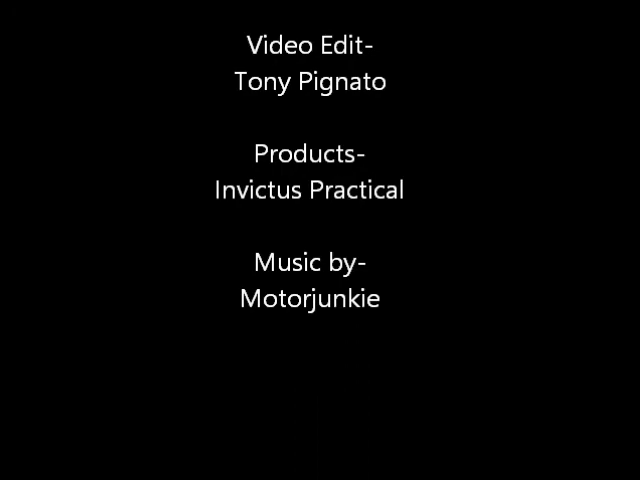 Video Edit-
Tony Pignato
Products-
Invictus Practical
Music by-
Motorjunkie